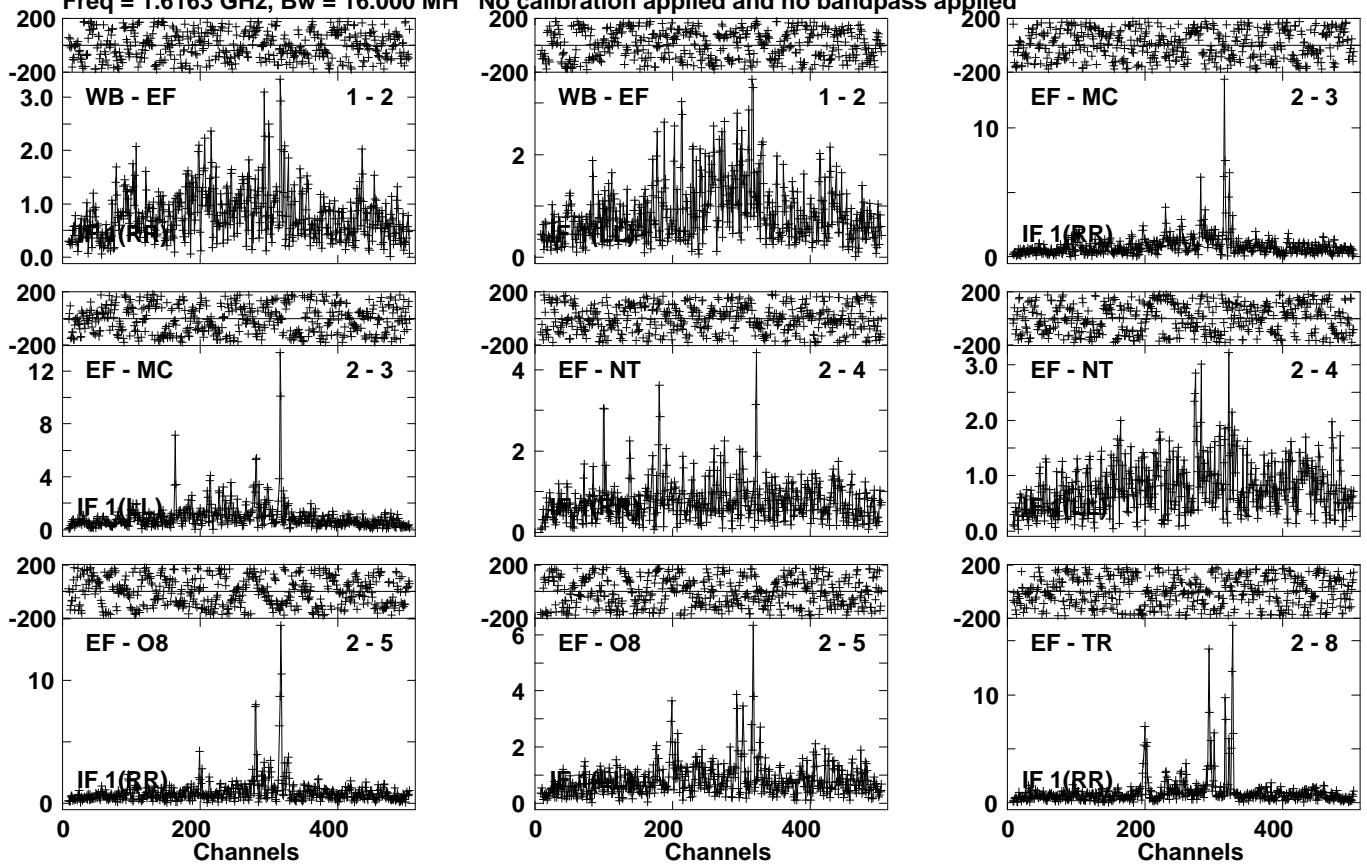 Freq = 1.6163 GHz, Bw = 16.000 MH No calibration applied and no bandpass applied
200
-200
WB - EF 1 - 2
3.0
2.0
1.0
0.0
IF 1(RR)
WB - EF 1 - 2
2
0
200
-200
EF - MC 2 - 3
10
0
IF 1(RR)
200
-200
EF - MC 2 - 3
12
8
4
0
IF 1(LL)
EF - NT 2 - 4
4
2
0
200
-200
EF - NT 2 - 4
3.0
2.0
1.0
0.0
200
-200
EF - O8 2 - 5
10
0
IF 1(RR)
0 200 400
Channels
EF - O8 2 - 5
6
4
2
0
0 200 400
Channels
200
-200
EF - TR 2 - 8
10
0
IF 1(RR)
0 200 400
Channels